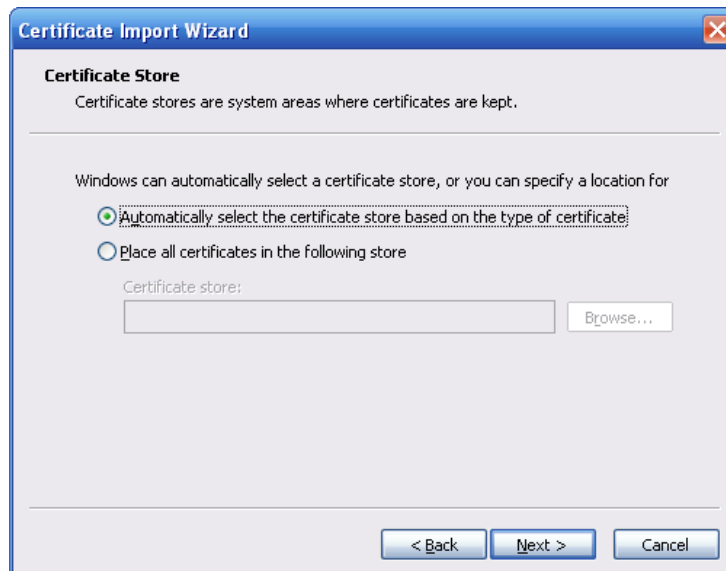 Certificate Import Wizard
Certificate Store
Certificate stores are system areas where certificates are kept.
Windows can automatically select a certificate store, or you can specify a location for
Automatically select the certificate store based on the type of certificate
Place all certificates in the following store
Certificate store:
Browse...
< Back Next > Cancel